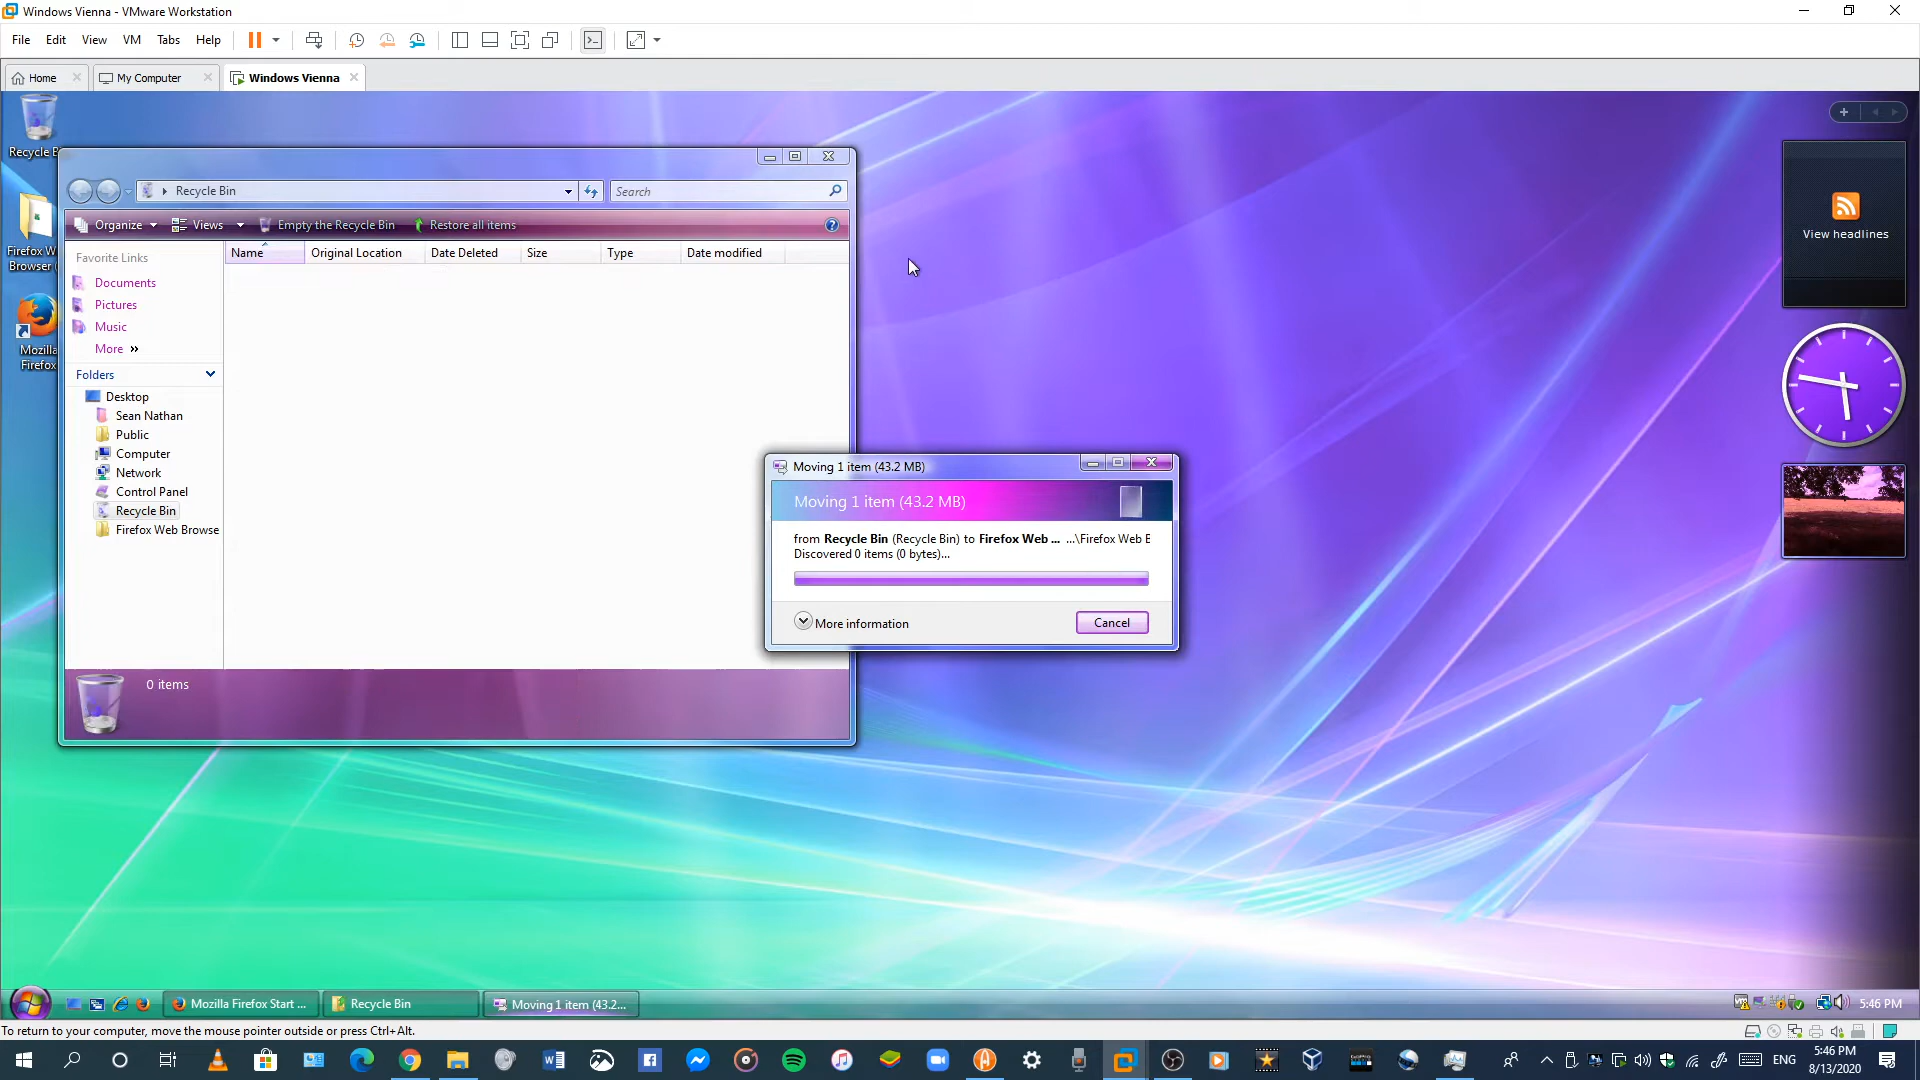 Windows Vienna - VMware Workstation
File Edit View VM Tabs Help
Home My Computer Windows Vienna
Recycle B
Recycle Bin Search
Organize Views Empty the Recycle Bin Restore all items
Favorite Links
Documents
Pictures
Music
More »
Folders
Desktop
Sean Nathan
Public
Computer
Network
Control Panel
Recycle Bin
Firefox Web Browse
Name Original Location Date Deleted Size Type Date modified
0 items
Firefox W
Browser (
Mozilla
Firefox
Moving 1 item (43.2 MB)
Moving 1 item (43.2 MB)
from Recycle Bin (Recycle Bin) to Firefox Web ... ...\Firefox Web B
Discovered 0 items (0 bytes)...
More information Cancel
View headlines
Mozilla Firefox Start ... Recycle Bin Moving 1 item (43.2... 5:46 PM
To return to your computer, move the mouse pointer outside or press Ctrl+Alt.
ENG 5:46 PM
8/13/2020